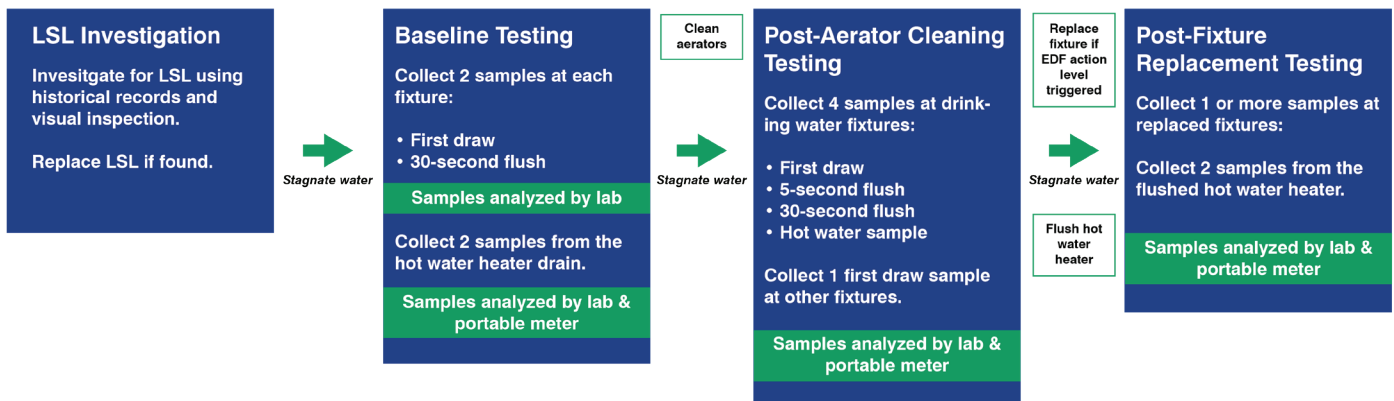 LSL Investigation
Invesitgate for LSL using
historical records and
visual inspection.
Replace LSL if found.
Stagnate water
Baseline Testing
Collect 2 samples at each
fixture:
• First draw
• 30-second flush
Samples analyzed by lab
Collect 2 samples from the
hot water heater drain.
Samples analyzed by lab &
portable meter
Clean
aerators
Stagnate water
Post-Aerator Cleaning
Testing
Collect 4 samples at drink-
ing water fixtures:
• First draw
• 5-second flush
• 30-second flush
• Hot water sample
Collect 1 first draw sample
at other fixtures.
Samples analyzed by lab &
portable meter
Replace
fixture if
EDF action
level
triggered
Stagnate water
Flush hot
water
heater
Post-Fixture
Replacement Testing
Collect 1 or more samples at
replaced fixtures:
Collect 2 samples from the
flushed hot water heater.
Samples analyzed by lab &
portable meter